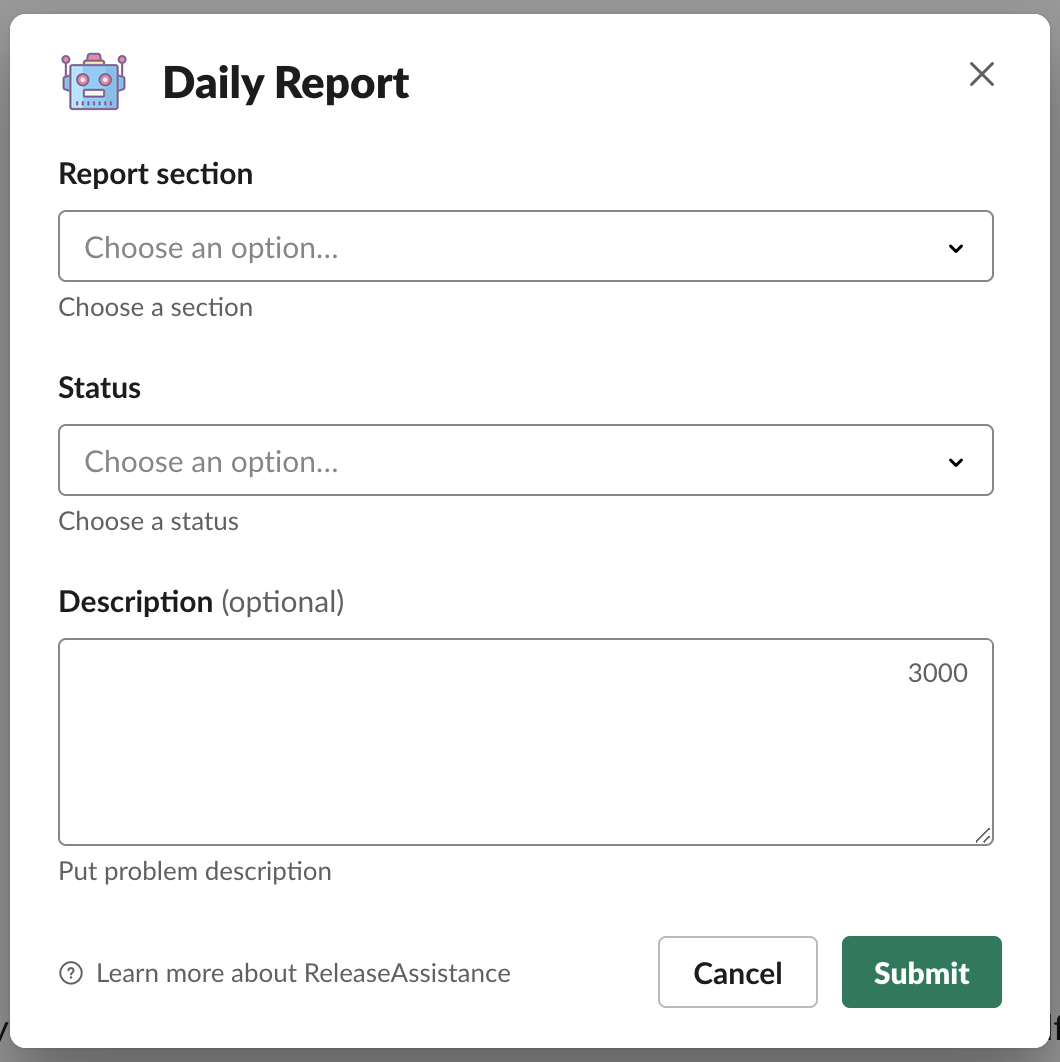 Daily Report
Report section
Choose an option...
Choose a section
Status
Choose an option...
Choose a status
Description (optional)
3000
Put problem description
Learn more about ReleaseAssistance
Cancel
Submit